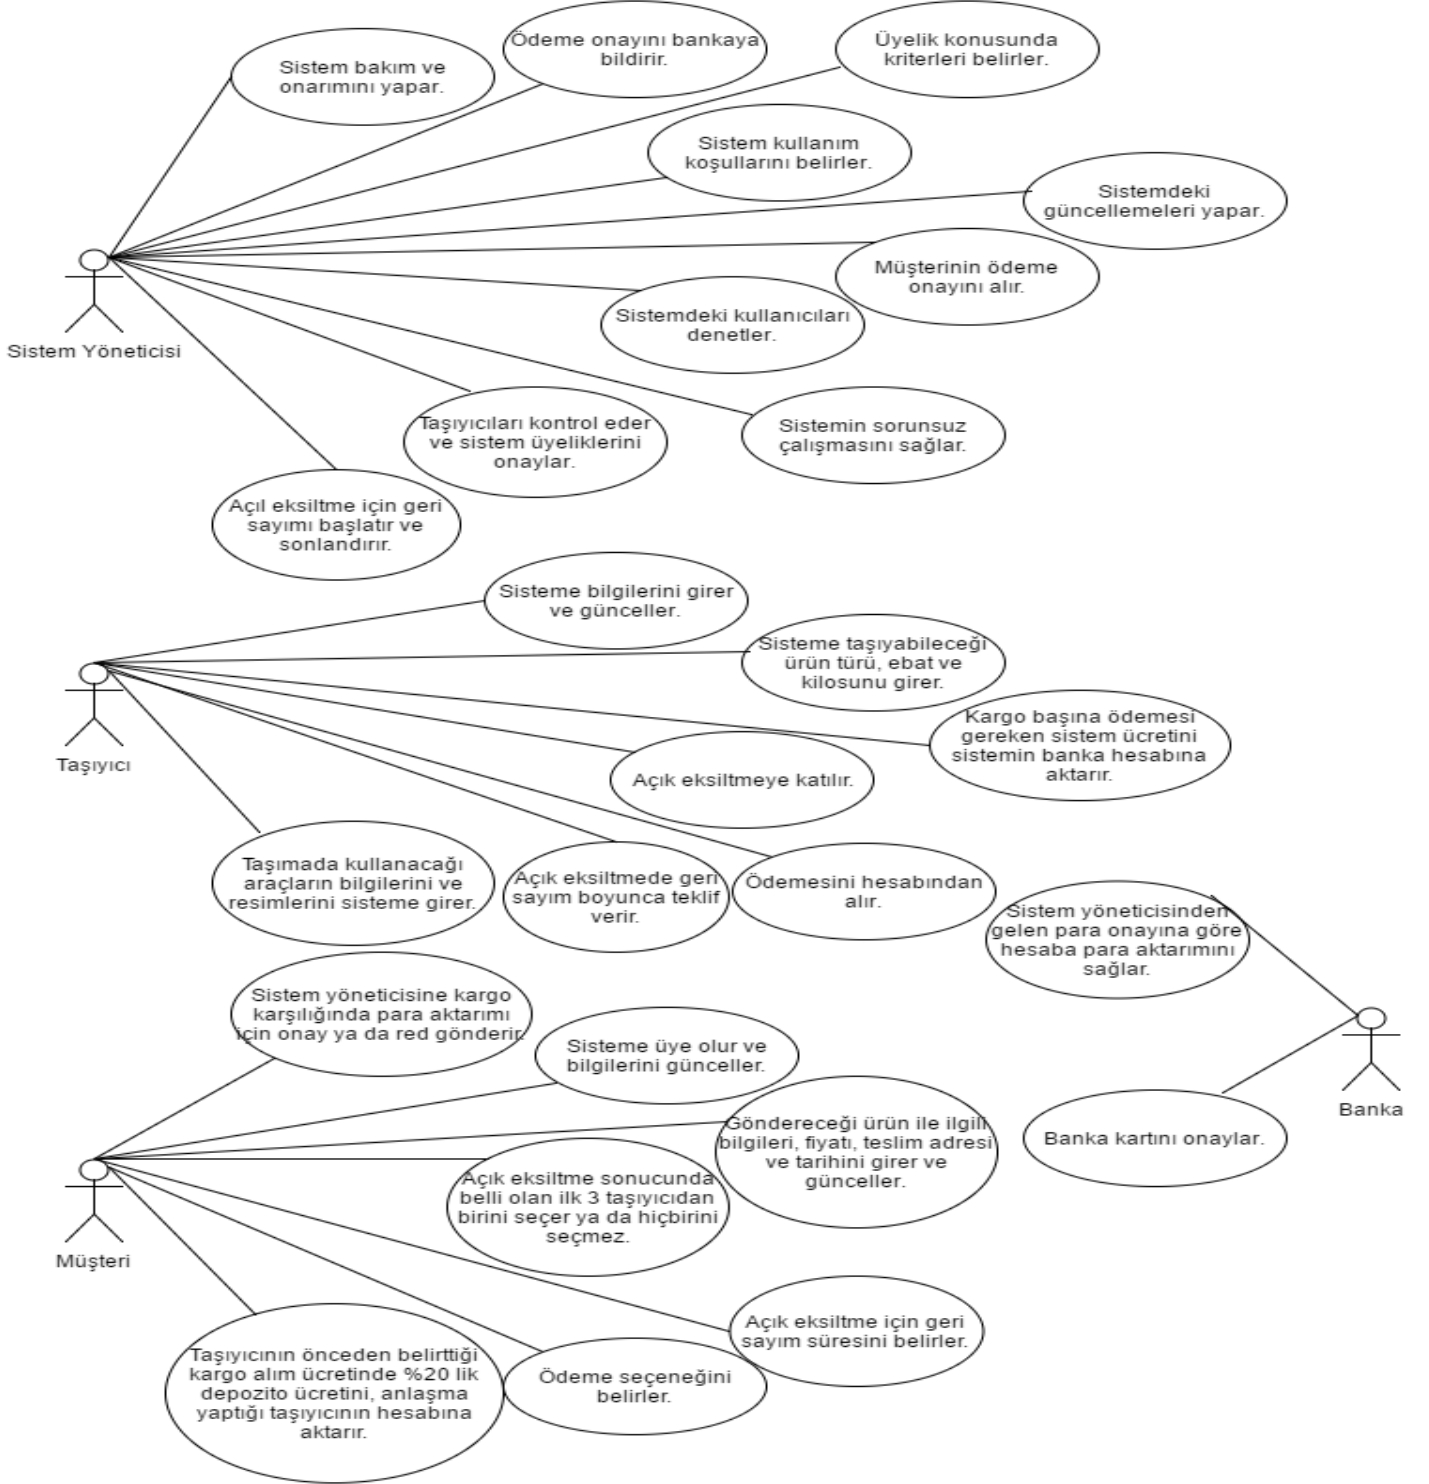 Sistem bakım ve
onarımını yapar.
Ödeme onayını bankaya
bildirir.
Üyelik konusunda
kriterleri belirler.
Sistem kullanım
koşullarını belirler.
Sistemdeki
güncellemeleri yapar.
Müşterinin ödeme
onayını alır.
Sistemdeki kullanıcıları
denetler.
Sistem Yöneticisi
Taşıyıcıları kontrol eder
ve sistem üyeliklerini
onaylar.
Sistemin sorunsuz
çalışmasını sağlar.
Açıl eksiltme için geri
sayımı başlatır ve
sonlandırır.
Sisteme bilgilerini girer
ve günceller.
Sisteme taşıyabileceği
ürün türü, ebat ve
kilosunu girer.
Kargo başına ödemesi
gereken sistem ücretini
sistemin banka hesabına
aktarır.
Taşıyıcı
Açık eksiltmeye katılır.
Taşımada kullanacağı
araçların bilgilerini ve
resimlerini sisteme girer.
Açık eksiltmede geri
sayım boyunca teklif
verir.
Ödemesini hesabından
alır.
Sistem yöneticisinden
gelen para onayına göre
hesaba para aktarımını
sağlar.
Sistem yöneticisine kargo
karşılığında para aktarımı
için onay ya da red gönderir.
Sisteme üye olur ve
bilgilerini günceller.
Banka
Göndereceği ürün ile ilgili
bilgileri, fiyatı, teslim adresi
ve tarihini girer ve
günceller.
Banka kartını onaylar.
Açık eksiltme sonucunda
belli olan ilk 3 taşıyıcıdan
birini seçer ya da hiçbirini
seçmez.
Müşteri
Açık eksiltme için geri
sayım süresini belirler.
Taşıyıcının önceden belirttiği
kargo alım ücretinde %20 lik
depozito ücretini, anlaşma
yaptığı taşıyıcının hesabına
aktarır.
Ödeme seçeneğini
belirler.